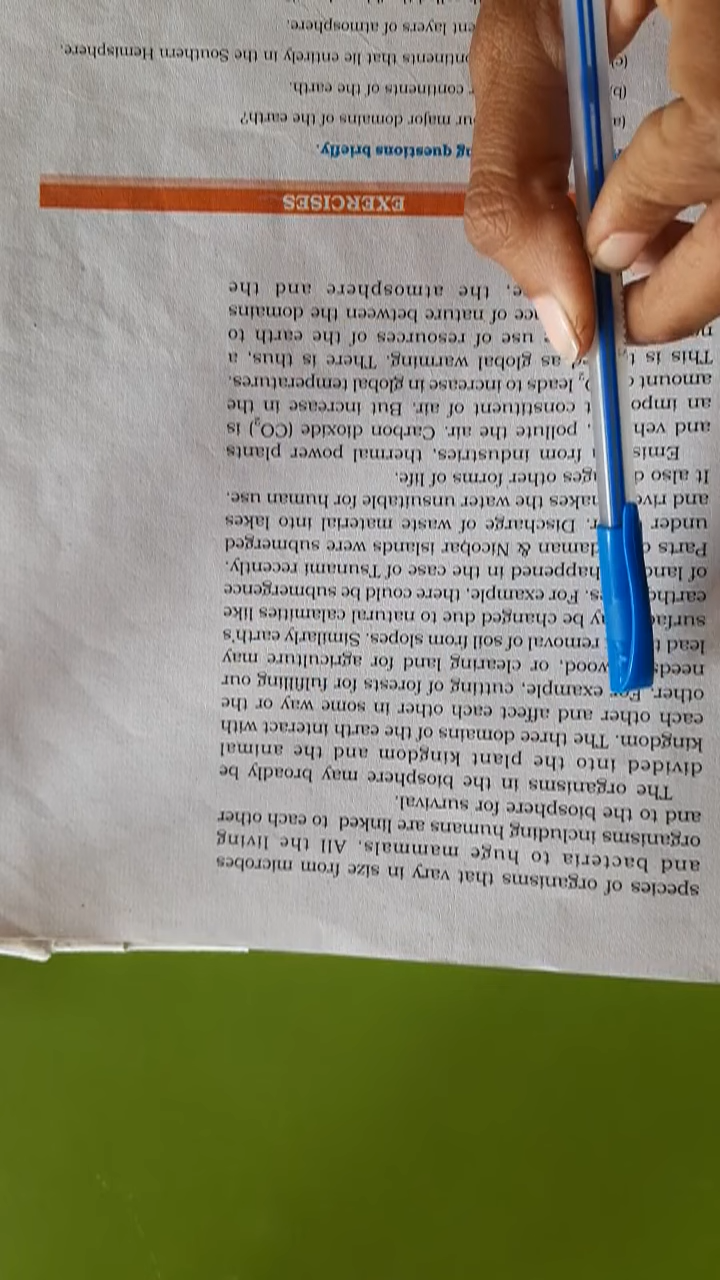 species of organisms that vary in size from microbes
and bacteria to huge mammals. All the living
organisms including humans are linked to each other
and to the biosphere for survival.
The organisms in the biosphere may broadly be
divided into the plant kingdom and the animal
kingdom. The three domains of the earth interact with
each other and affect each other in some way or the
other. For example, cutting of forests for fulfilling our
needs wood, or clearing land for agriculture may
lead removal of soil from slopes. Similarly earth's
surfac be changed due to natural calamities like
earthq es. For example, there could be submergence
of land happened in the case of Tsunami recently.
Parts daman & Nicobar islands were submerged
under r. Discharge of waste material into lakes
and rive makes the water unsuitable for human use.
It also d ages other forms of life.
Emis from industries, thermal power plants
and veh , pollute the air. Carbon dioxide (CO₂) is
an impo t constituent of air. But increase in the
amount O₂ leads to increase in global temperatures.
This is t d as global warming. There is thus, a
use of resources of the earth to
ce of nature between the domains
e, the atmosphere and the
EXERCISES
g questions briefly.
(a ur major domains of the earth?
(b continents of the earth.
(c) ontinents that lie entirely in the Southern Hemisphere.
ent layers of atmosphere.